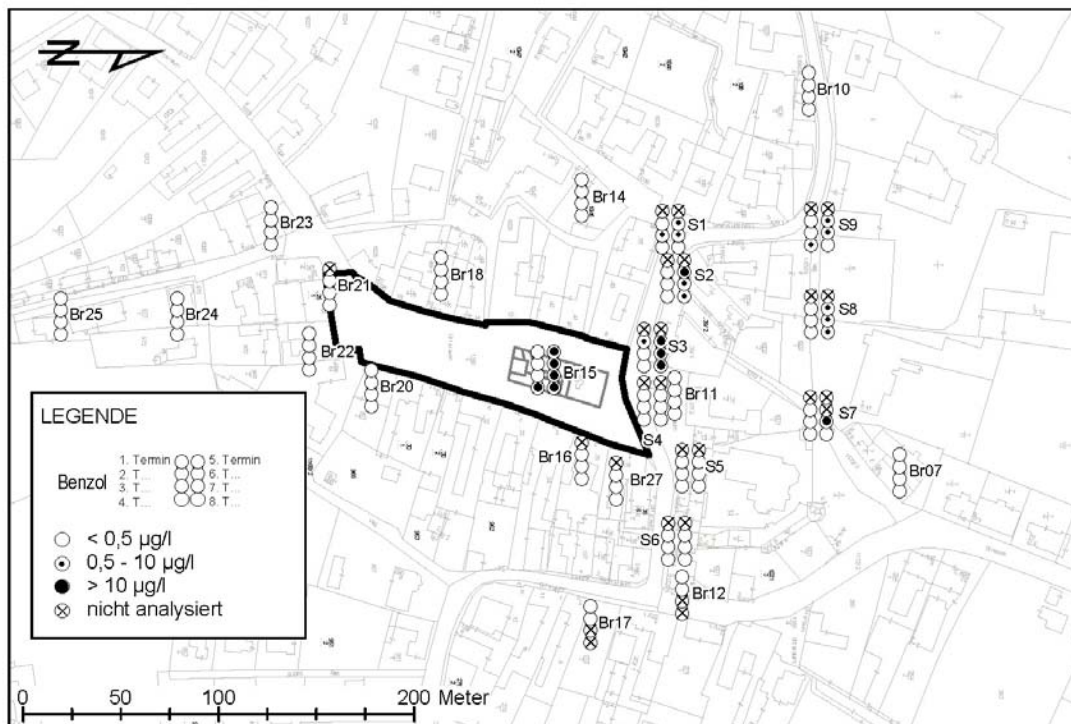 N
Br10
Br14
Br23
S1
S9
Br18
S2
Br21
Br25
Br24
S8
S3
Br22
Br15
Br20
Br11
S7
LEGENDE
S4
Br16
S5
Br07
1. Termin 5. Termin
2. T... 6. T...
Benzol
3. T... 7. T...
4. T... 8. T...
Br27
S6
< 0,5 µg/l
0,5 - 10 µg/l
> 10 µg/l
nicht analysiert
Br12
Br17
0 50 100 200 Meter